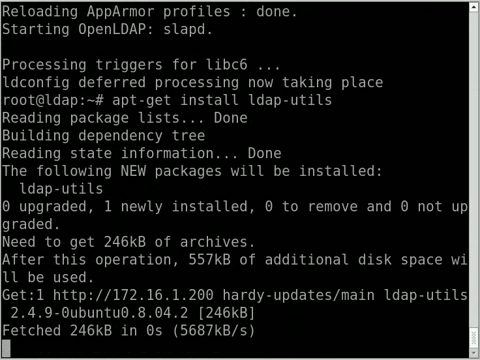 Reloading AppArmor profiles : done.
Starting OpenLDAP: slapd.
Processing triggers for libc6 ...
ldconfig deferred processing now taking place
root@ldap:~# apt-get install ldap-utils
Reading package lists... Done
Building dependency tree
Reading state information... Done
The following NEW packages will be installed:
  ldap-utils
0 upgraded, 1 newly installed, 0 to remove and 0 not up
graded.
Need to get 246kB of archives.
After this operation, 557kB of additional disk space wi
ll be used.
Get:1 http://172.16.1.200 hardy-updates/main ldap-utils
 2.4.9-0ubuntu0.8.04.2 [246kB]
Fetched 246kB in 0s (5687kB/s)